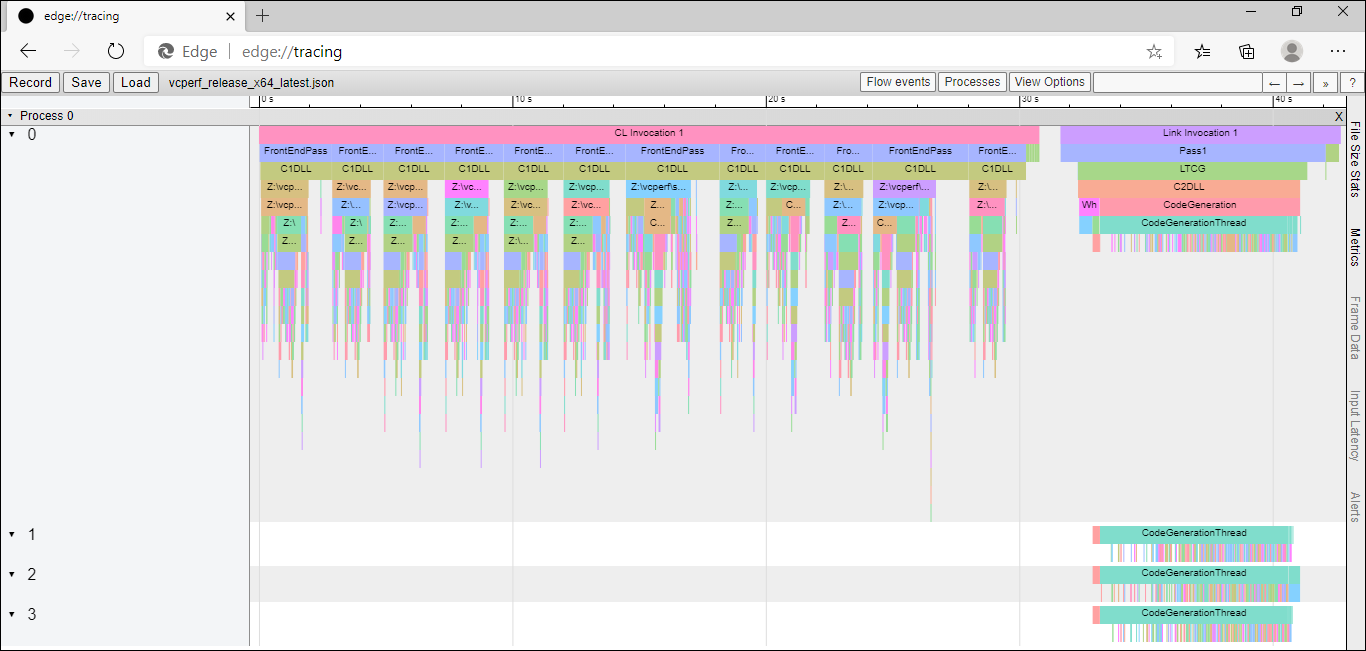 edge://tracing
Edge | edge://tracing
Record Save Load vcperf_release_x64_latest.json Flow events Processes View Options ← → » ?
0 s 10 s 20 s 30 s 40 s
Process 0 X
0
CL Invocation 1 Link Invocation 1
FrontEndPass FrontE... FrontE... FrontE... FrontE... FrontE... FrontEndPass Fro... FrontE... Fro... FrontEndPass FrontE... Pass1
C1DLL C1DLL C1DLL C1DLL C1DLL C1DLL C1DLL C1DLL C1DLL C1DLL C1DLL C1DLL LTCG
Z:\vcp... Z:\vc... Z:\vcp... Z:\vc... Z:\vcp... Z:\vcp... Z:\vcperf\s... Z:\... Z:\vcp... Z:\... Z:\vcperf\... Z:\... C2DLL
Z:\vcp... Z:\... Z:\vcp... Z:\v... Z:\vc... Z:\vc... Z... Z:\... C... Z:\... Z:\vcp... Z:\... Wh CodeGeneration
Z:\ Z:\ Z:... Z:... Z:\... Z:... C... Z... Z... C... CodeGenerationThread
Z... Z... Z... Z... Z:\... Z...
1
CodeGenerationThread
2
CodeGenerationThread
3
CodeGenerationThread
File Size Stats
Metrics
Frame Data
Input Latency
Alerts